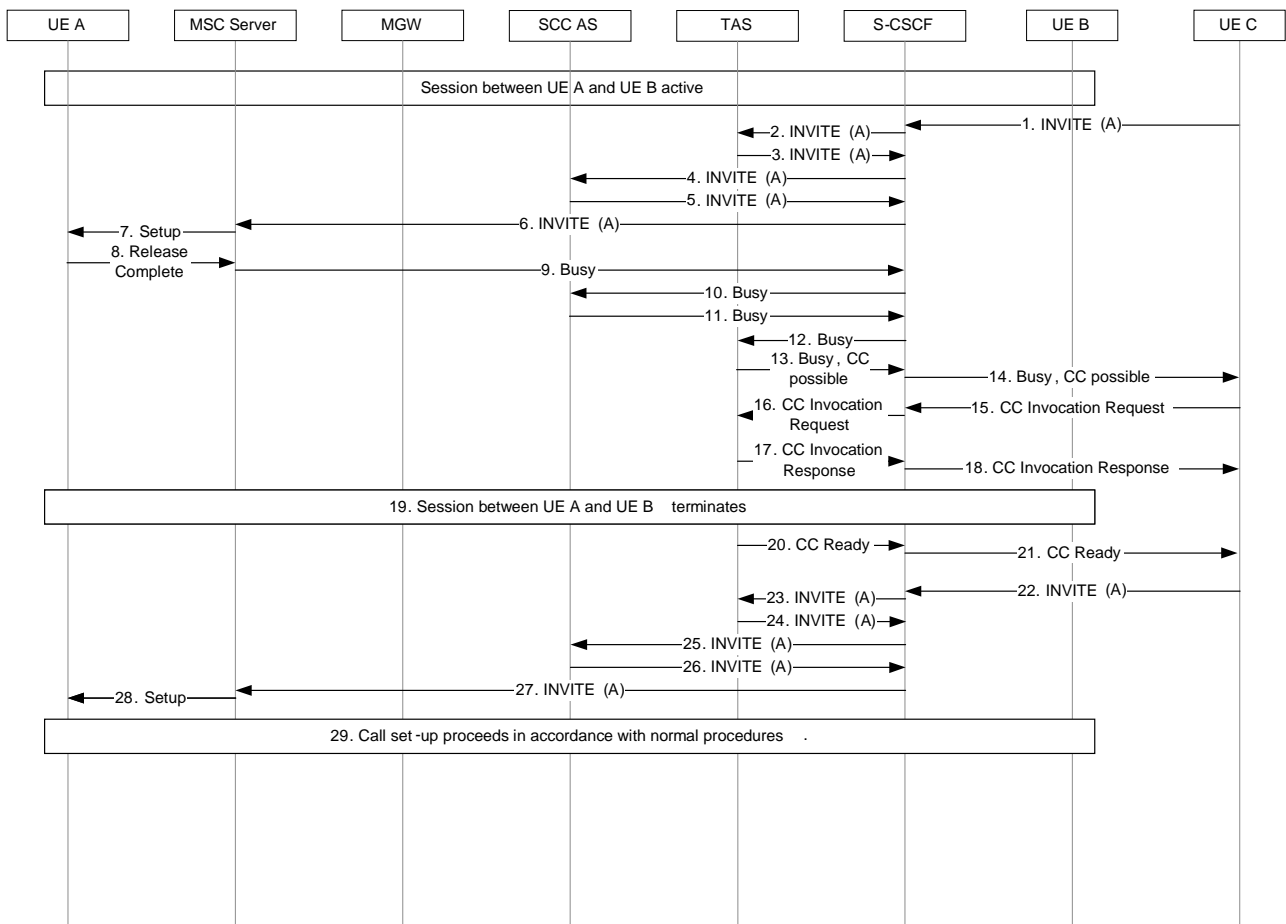 UE A
MSC Server
MGW
SCC AS
TAS
S-CSCF
UE B
UE C
Session between UE A and UE B active
1. INVITE (A)
2. INVITE (A)
3. INVITE (A)
4. INVITE (A)
5. INVITE (A)
6. INVITE (A)
7. Setup
8. Release
Complete
9. Busy
10. Busy
11. Busy
12. Busy
13. Busy, CC
possible
14. Busy, CC possible
15. CC Invocation Request
16. CC Invocation
Request
17. CC Invocation
Response
18. CC Invocation Response
19. Session between UE A and UE B terminates
20. CC Ready
21. CC Ready
22. INVITE (A)
23. INVITE (A)
24. INVITE (A)
25. INVITE (A)
26. INVITE (A)
27. INVITE (A)
28. Setup
29. Call set-up proceeds in accordance with normal procedures .